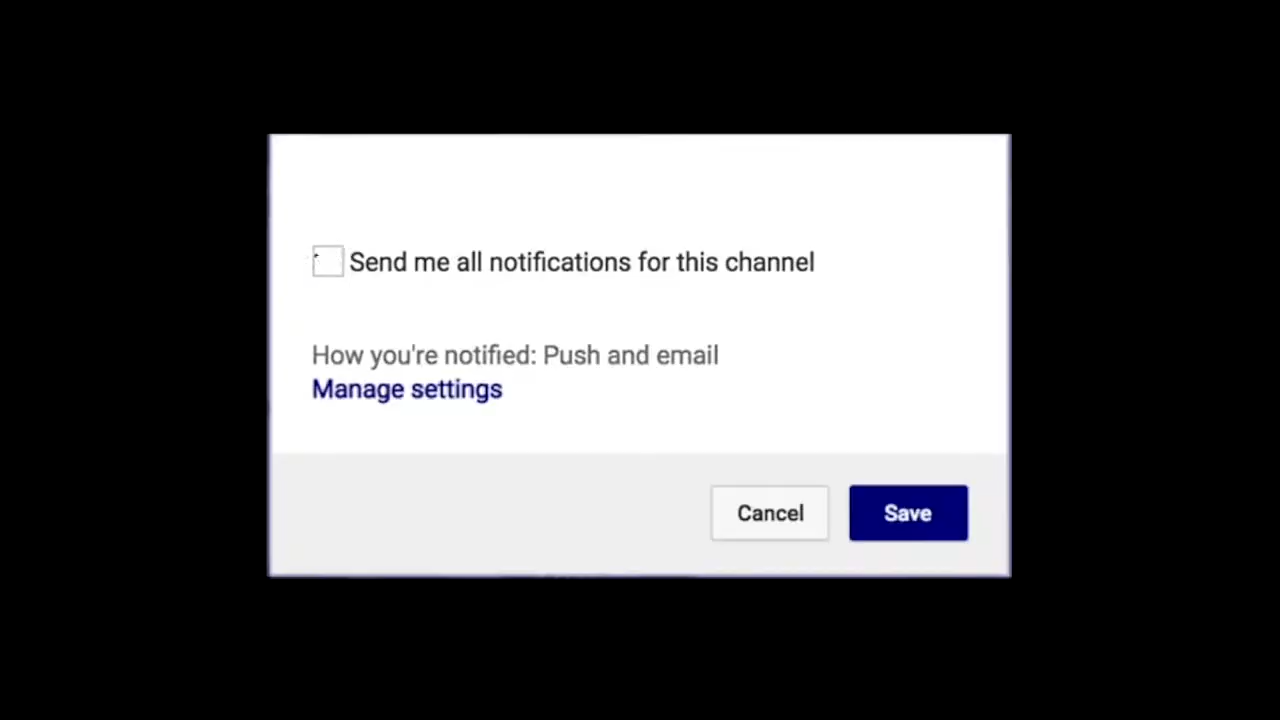 Send me all notifications for this channel
How you're notified: Push and email
Manage settings
Cancel
Save